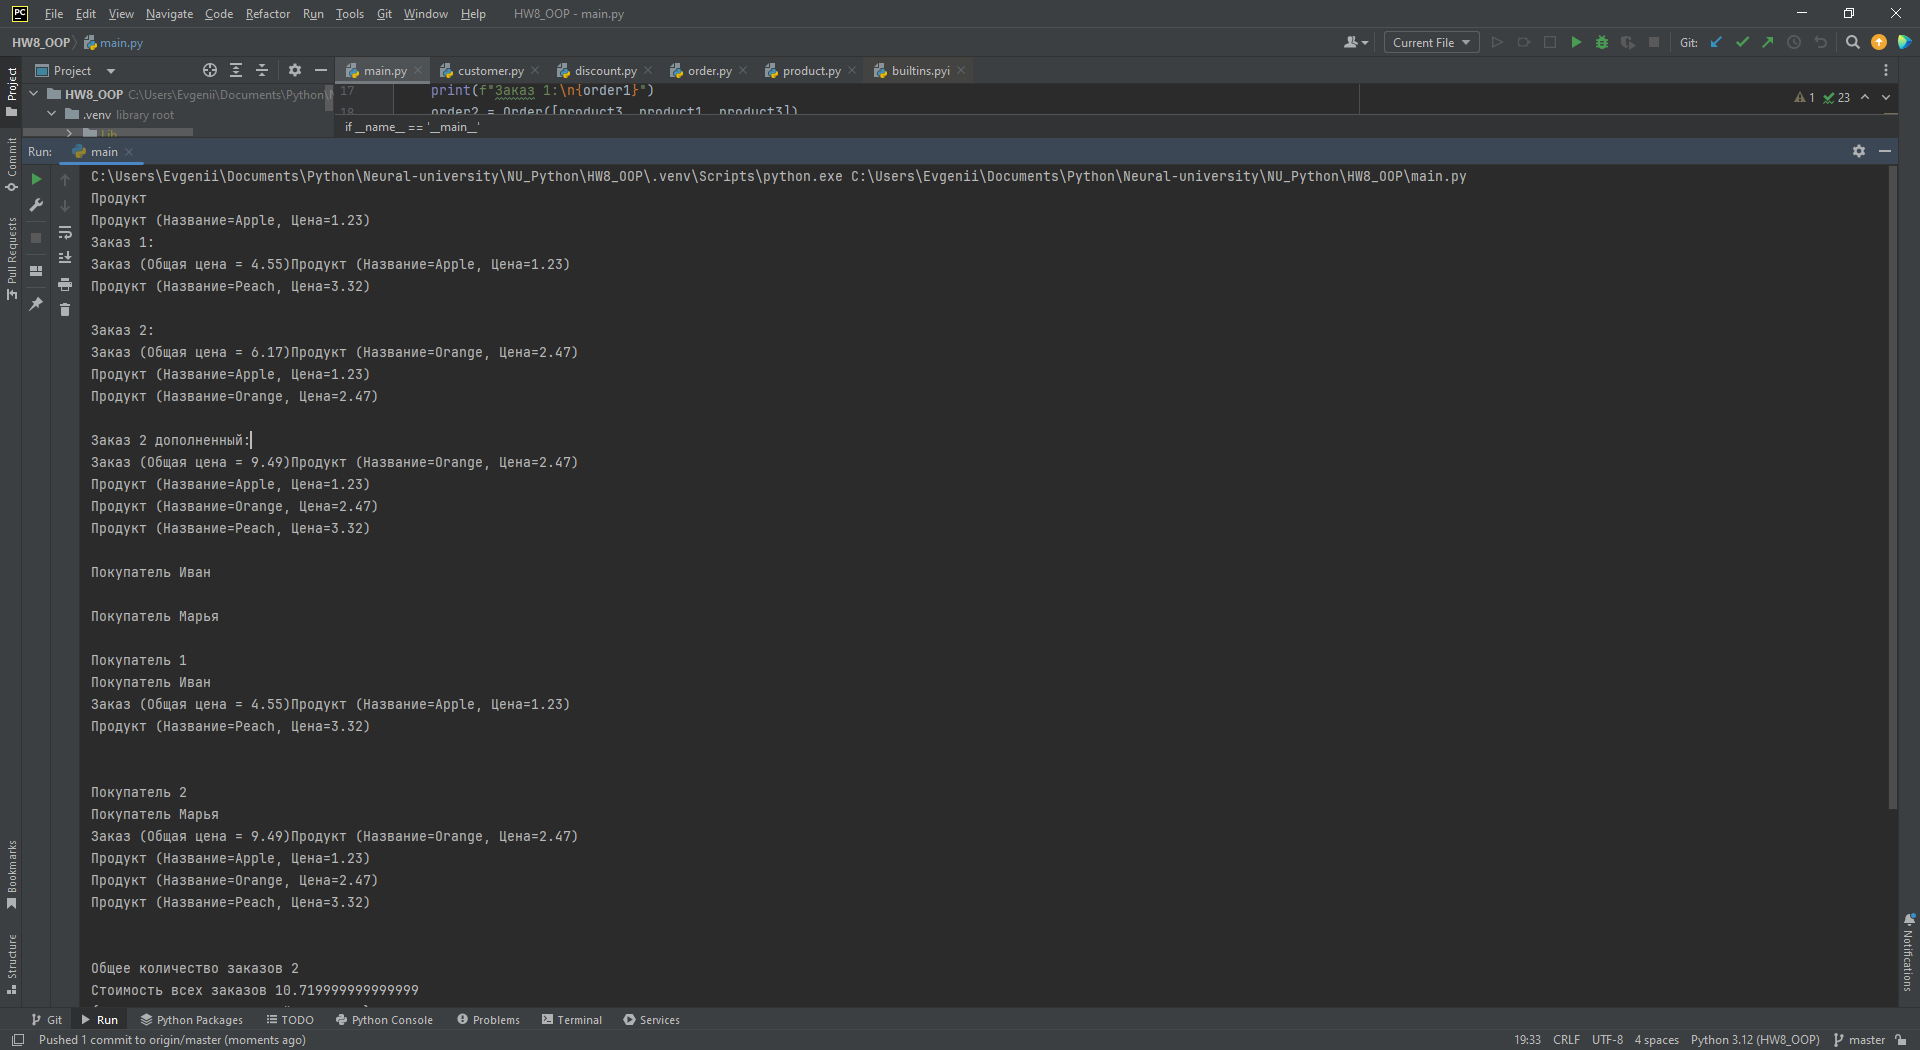 PC File Edit View Navigate Code Refactor Run Tools Git Window Help HW8_OOP - main.py
HW8_OOP main.py Current File Git:
Project main.py customer.py discount.py order.py product.py builtins.pyi
HW8_OOP C:\Users\Evgenii\Documents\Python\
.venv library root
Lib
17 print(f"Заказ 1:\n{order1}")
18 order2 = Order([product3, product1, product3])
1 23
if __name__ == '__main__'
Run: main
C:\Users\Evgenii\Documents\Python\Neural-university\NU_Python\HW8_OOP\.venv\Scripts\python.exe C:\Users\Evgenii\Documents\Python\Neural-university\NU_Python\HW8_OOP\main.py
Продукт
Продукт (Название=Apple, Цена=1.23)
Заказ 1:
Заказ (Общая цена = 4.55)Продукт (Название=Apple, Цена=1.23)
Продукт (Название=Peach, Цена=3.32)
Заказ 2:
Заказ (Общая цена = 6.17)Продукт (Название=Orange, Цена=2.47)
Продукт (Название=Apple, Цена=1.23)
Продукт (Название=Orange, Цена=2.47)
Заказ 2 дополненный:
Заказ (Общая цена = 9.49)Продукт (Название=Orange, Цена=2.47)
Продукт (Название=Apple, Цена=1.23)
Продукт (Название=Orange, Цена=2.47)
Продукт (Название=Peach, Цена=3.32)
Покупатель Иван
Покупатель Марья
Покупатель 1
Покупатель Иван
Заказ (Общая цена = 4.55)Продукт (Название=Apple, Цена=1.23)
Продукт (Название=Peach, Цена=3.32)
Покупатель 2
Покупатель Марья
Заказ (Общая цена = 9.49)Продукт (Название=Orange, Цена=2.47)
Продукт (Название=Apple, Цена=1.23)
Продукт (Название=Orange, Цена=2.47)
Продукт (Название=Peach, Цена=3.32)
Общее количество заказов 2
Стоимость всех заказов 10.719999999999999
Project
Commit
Pull Requests
Bookmarks
Structure
Notifications
Git Run Python Packages TODO Python Console Problems Terminal Services
Pushed 1 commit to origin/master (moments ago) 19:33 CRLF UTF-8 4 spaces Python 3.12 (HW8_OOP) master